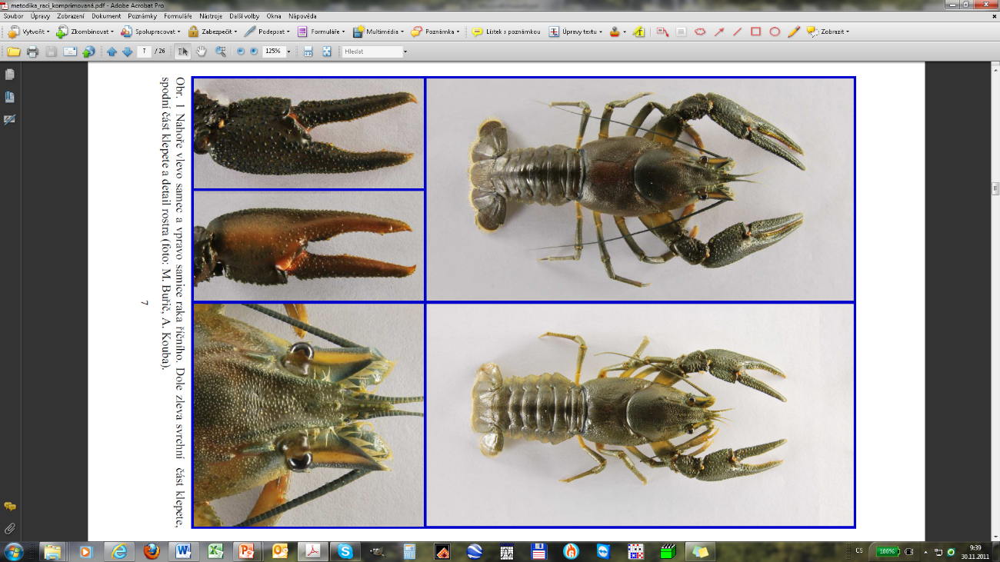 metodika_raci_komprimovaná.pdf - Adobe Acrobat Pro
Soubor Úpravy Zobrazení Dokument Poznámky Formuláře Nástroje Další volby Okna Nápověda
Vytvořit Zkombinovat Spolupracovat Zabezpečit Podepsat Formuláře Multimédia Poznámka Lístek s poznámkou Úpravy textu Zobrazit
7 / 26 125% Hledat
Obr. 1 Nahoře vlevo samec a vpravo samice raka říčního. Dole zleva svrchní část klepete,
spodní část klepete a detail rostra (foto: M. Buřič, A. Kouba).
7
CS 100% 9:39
30.11.2011